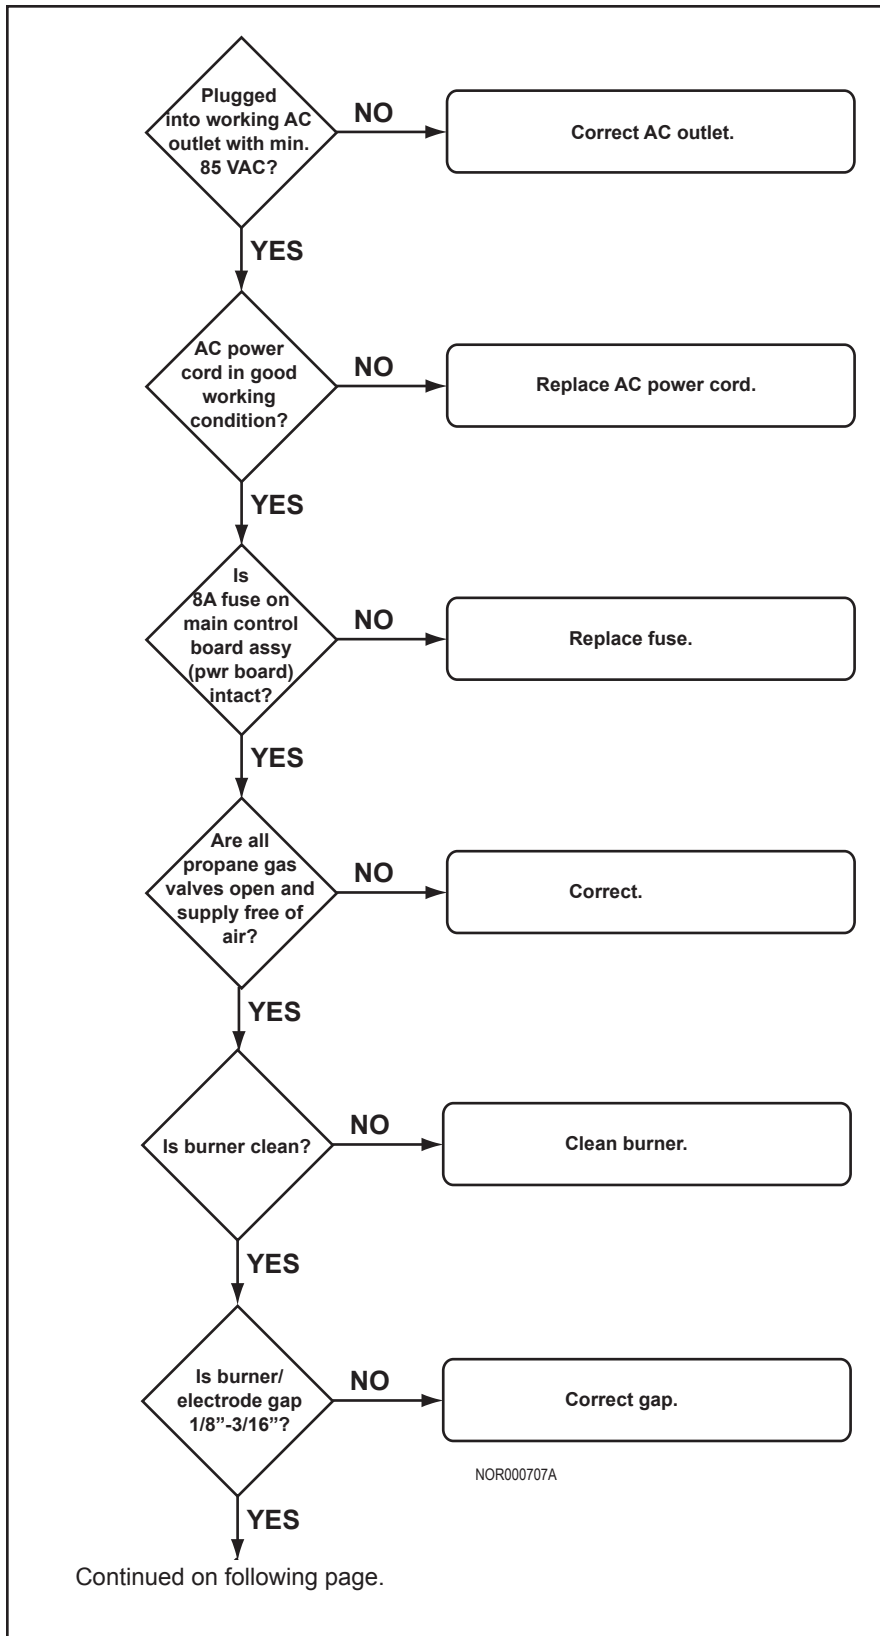 Plugged
into working AC
outlet with min.
85 VAC?
NO
Correct AC outlet.
YES
AC power
cord in good
working
condition?
NO
Replace AC power cord.
YES
Is
8A fuse on
main control
board assy
(pwr board)
intact?
NO
Replace fuse.
YES
Are all
propane gas
valves open and
supply free of
air?
NO
Correct.
YES
Is burner clean?
NO
Clean burner.
YES
Is burner/
electrode gap
1/8”-3/16”?
NO
Correct gap.
NOR000707A
YES
Continued on following page.